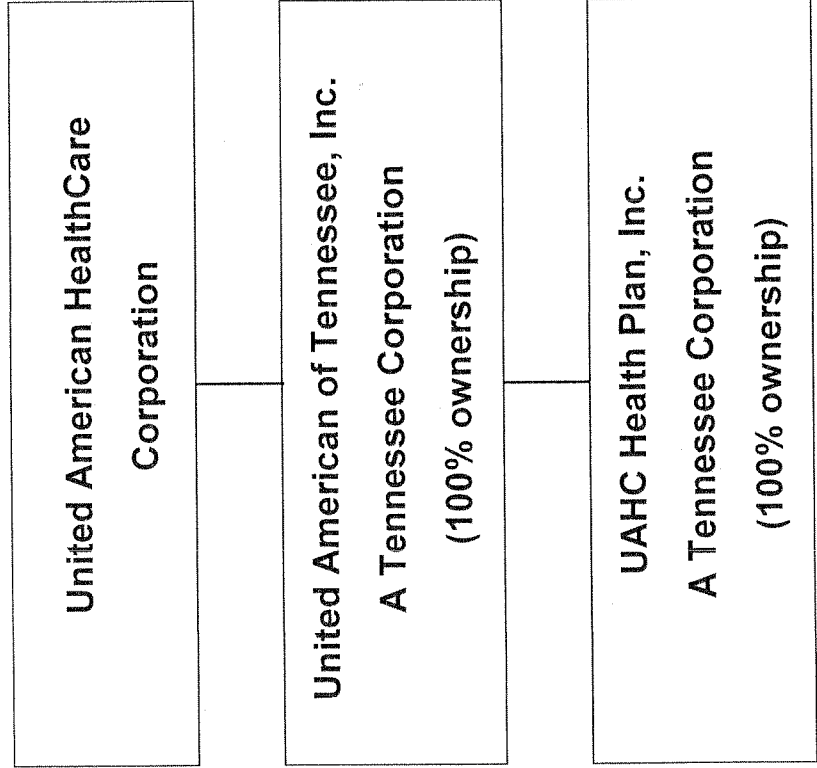 United American HealthCare
Corporation
United American of Tennessee, Inc.
A Tennessee Corporation
(100% ownership)
UAHC Health Plan, Inc.
A Tennessee Corporation
(100% ownership)